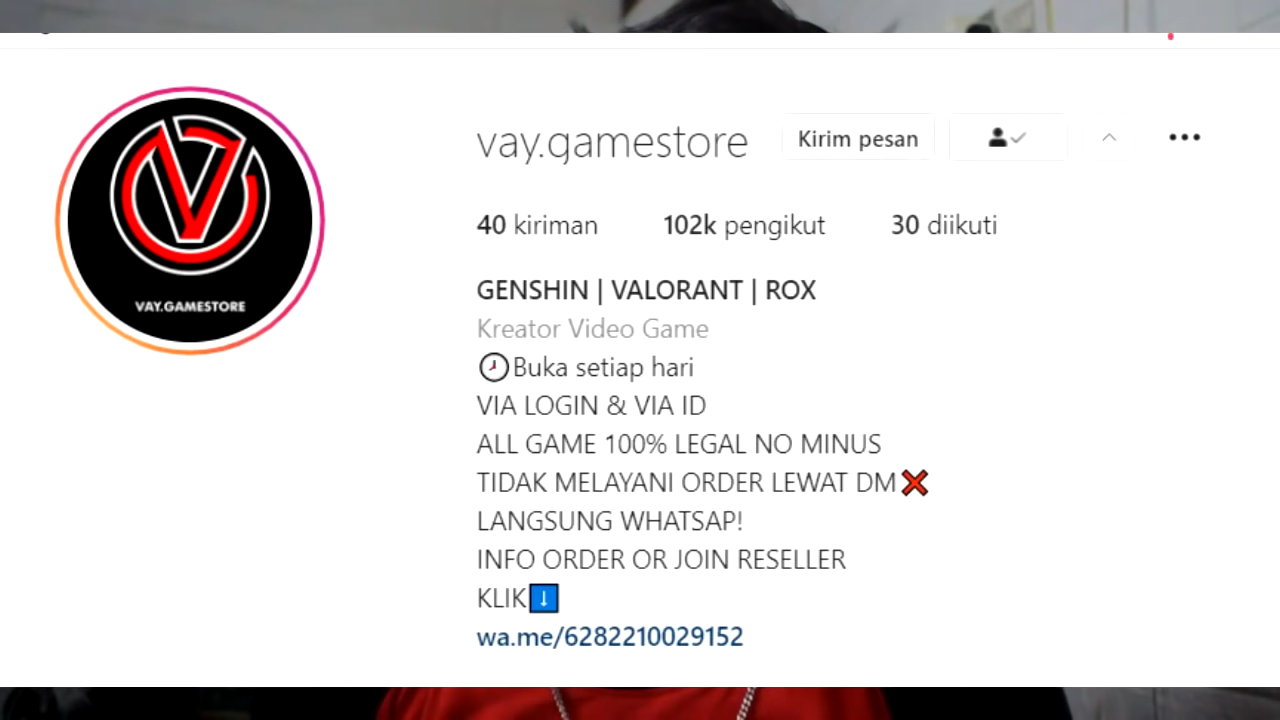 vay.gamestore Kirim pesan
40 kiriman 102k pengikut 30 diikuti
GENSHIN | VALORANT | ROX
Kreator Video Game
Buka setiap hari
VIA LOGIN & VIA ID
ALL GAME 100% LEGAL NO MINUS
TIDAK MELAYANI ORDER LEWAT DM❌
LANGSUNG WHATSAP!
INFO ORDER OR JOIN RESELLER
KLIK⬇️
wa.me/6282210029152
VAY.GAMESTORE